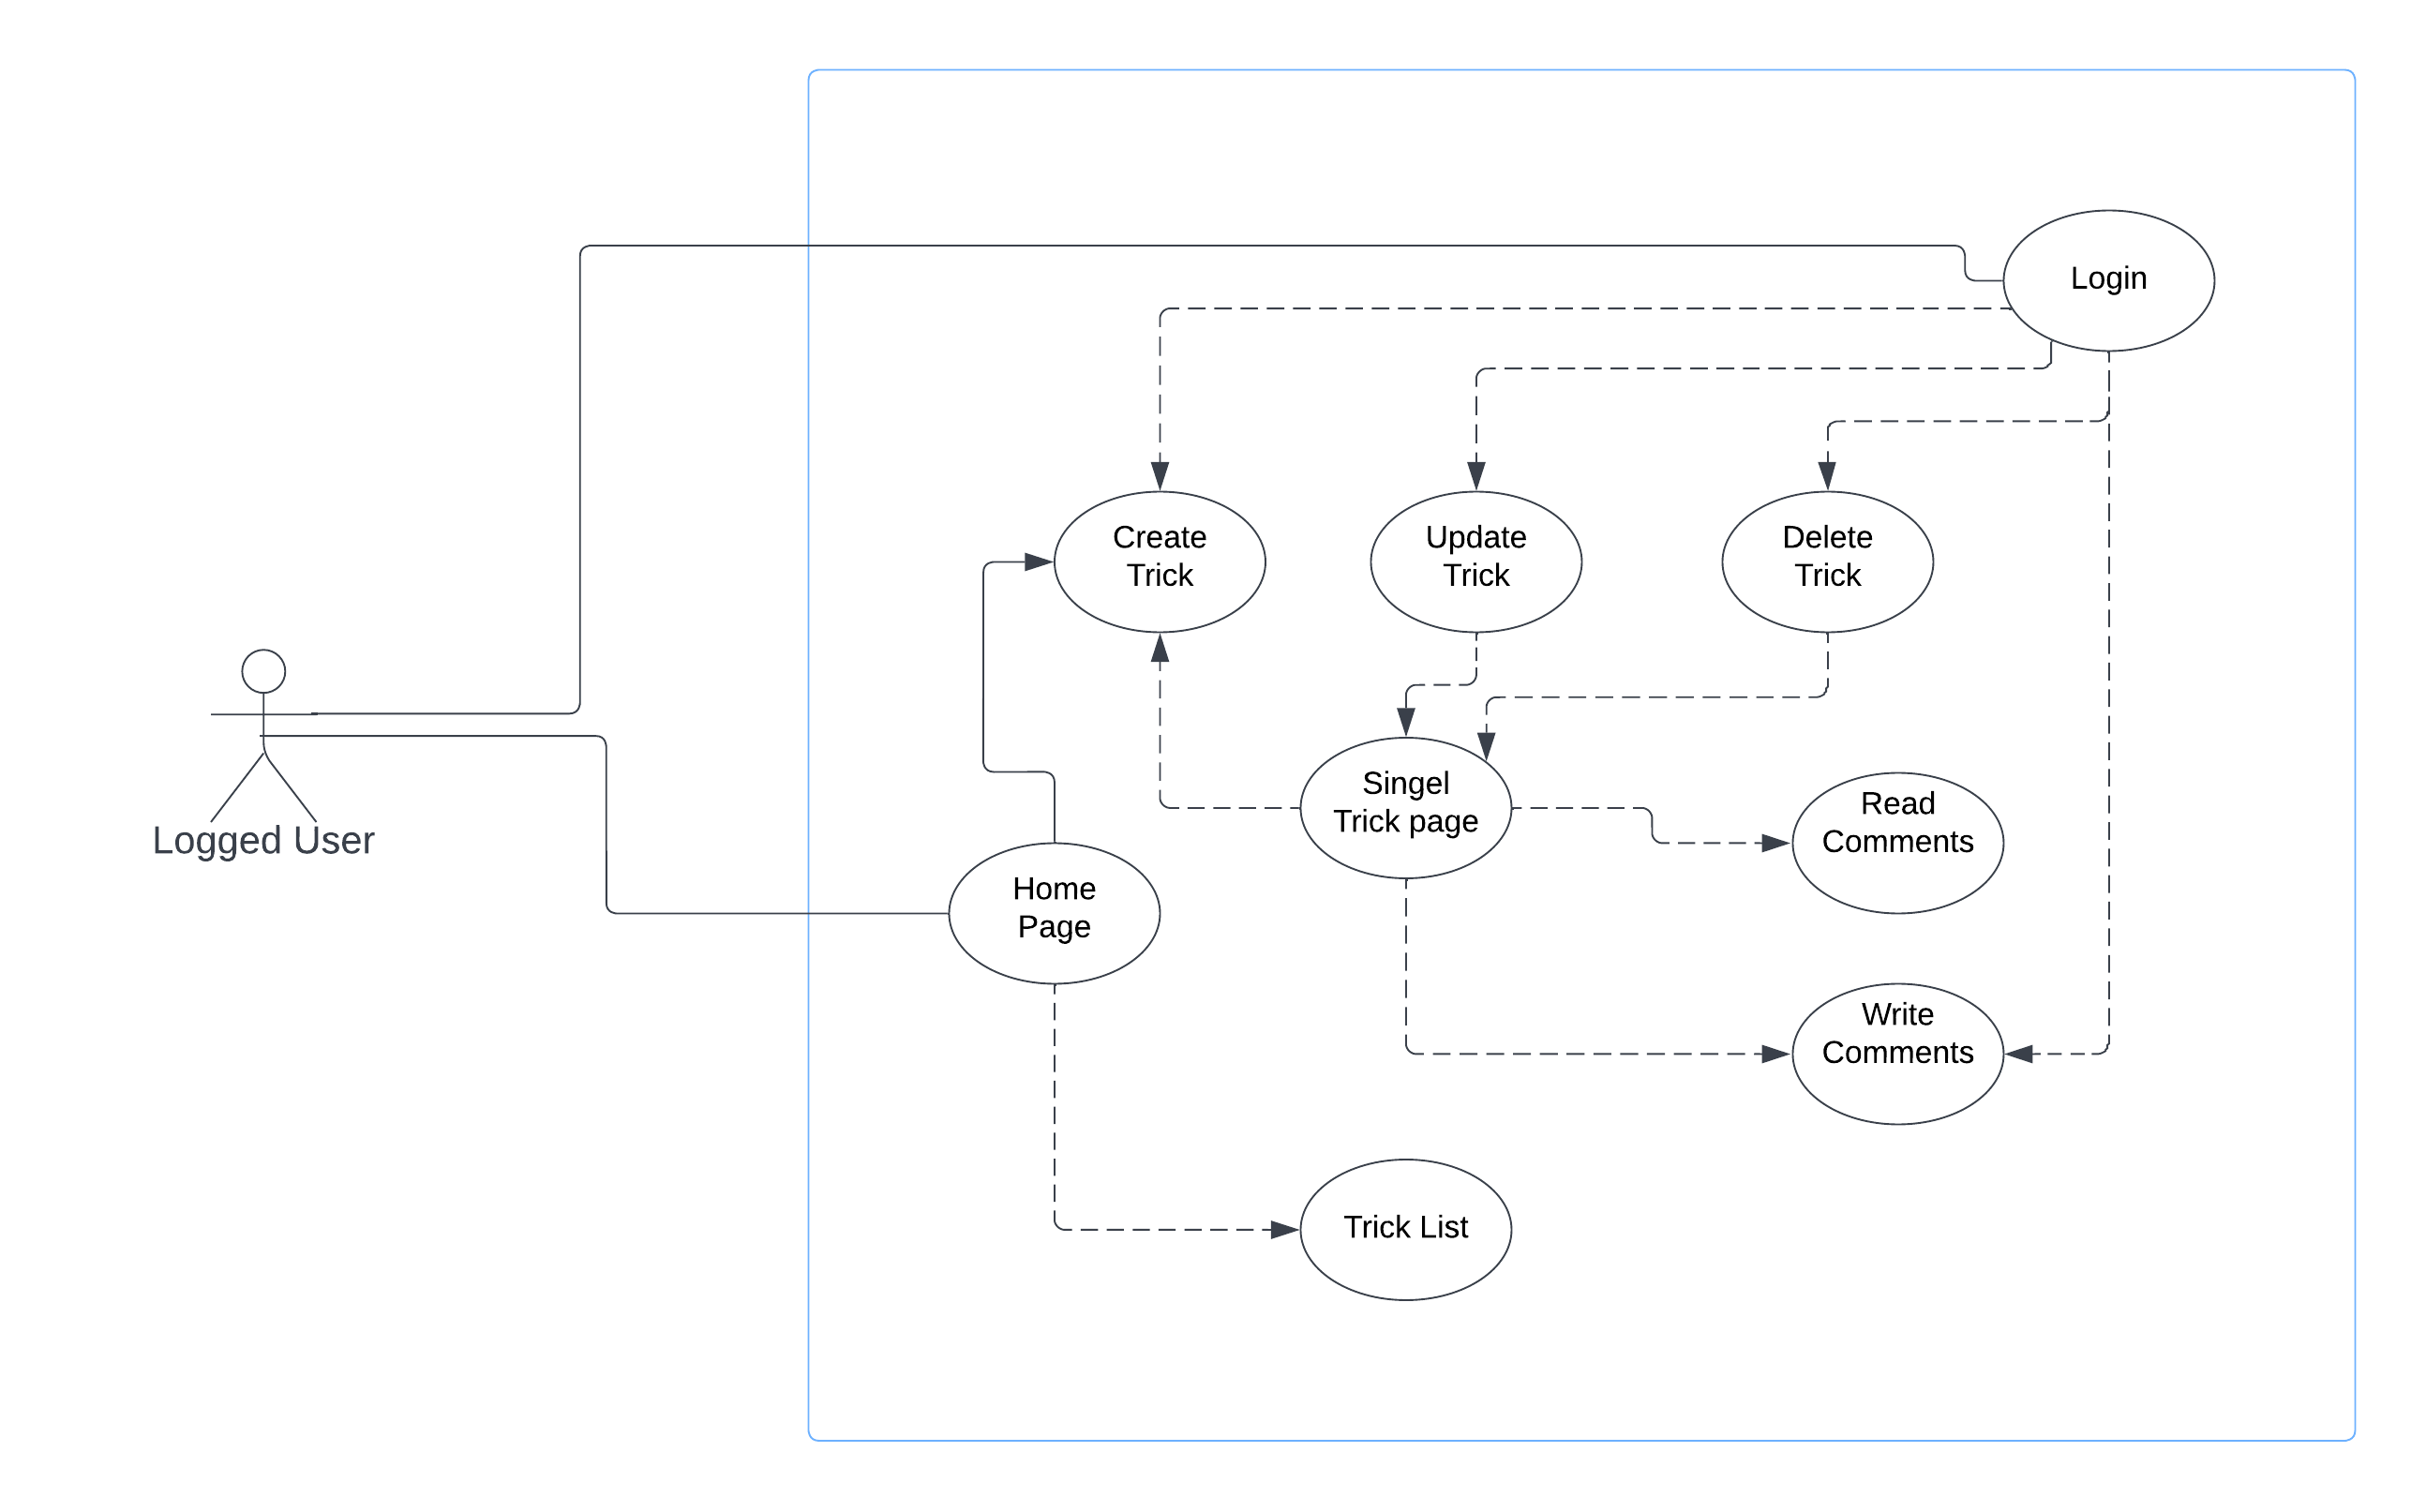 Login
Create
Trick
Update
Trick
Delete
Trick
Singel
Trick page
Read
Comments
Logged User
Home
Page
Write
Comments
Trick List